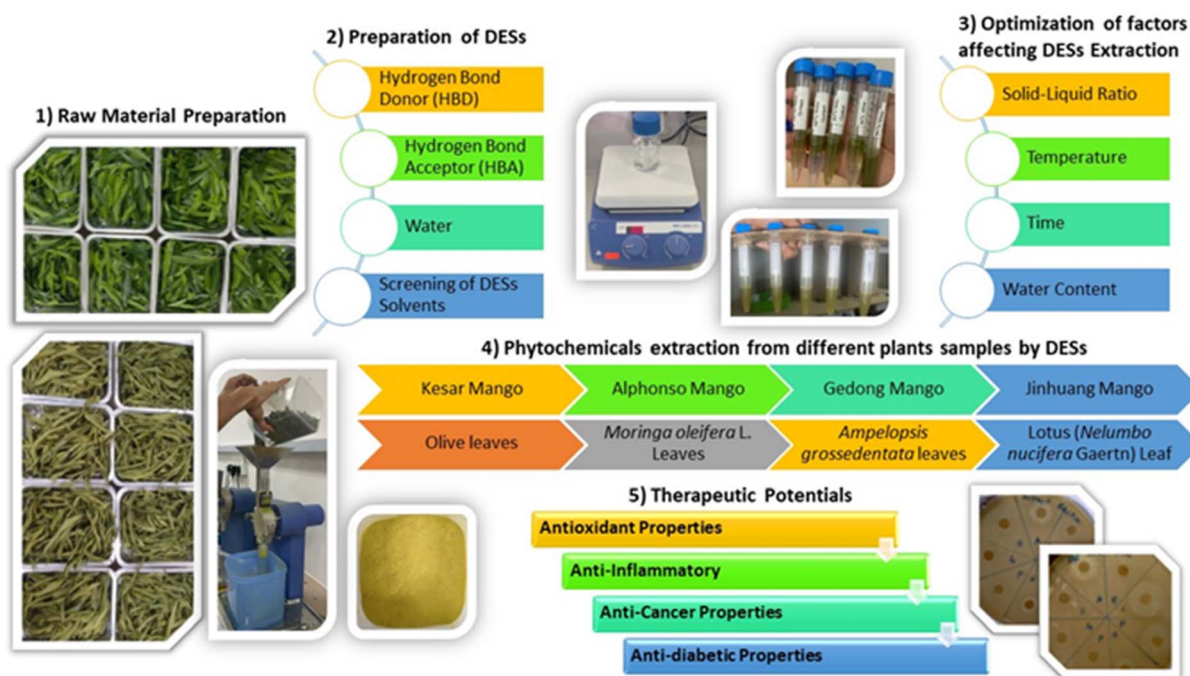 2) Preparation of DESs
3) Optimization of factors
affecting DESs Extraction
1) Raw Material Preparation
Hydrogen Bond
Donor (HBD)
Hydrogen Bond
Acceptor (HBA)
Water
Screening of DESs
Solvents
Solid-Liquid Ratio
Temperature
Time
Water Content
4) Phytochemicals extraction from different plants samples by DESs
Kesar Mango
Alphonso Mango
Gedong Mango
Jinhuang Mango
Olive leaves
Moringa oleifera L.
Leaves
Ampelopsis
grossedentata leaves
Lotus (Nelumbo
nucifera Gaertn) Leaf
5) Therapeutic Potentials
Antioxidant Properties
Anti-Inflammatory
Anti-Cancer Properties
Anti-diabetic Properties